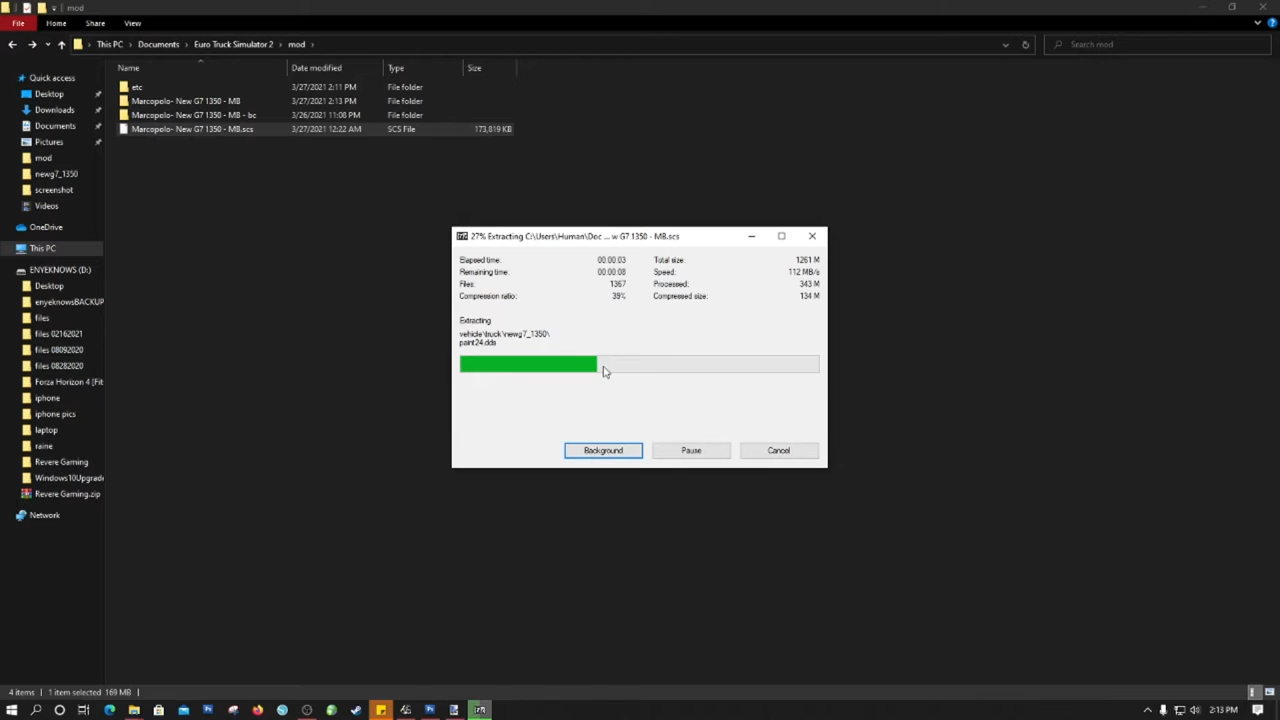 mod
File Home Share View
This PC Documents Euro Truck Simulator 2 mod Search mod
Name Date modified Type Size
etc 3/27/2021 2:11 PM File folder
Marcopolo- New G7 1350 - MB 3/27/2021 2:13 PM File folder
Marcopolo- New G7 1350 - MB - bc 3/26/2021 11:08 PM File folder
Marcopolo- New G7 1350 - MB.scs 3/27/2021 12:22 AM SCS File 173,819 KB
Quick access
Desktop
Downloads
Documents
Pictures
mod
newg7_1350
screenshot
Videos
OneDrive
This PC
ENYEKNOWS (D:)
Desktop
enyeknowsBACKUP
files
files 02162021
files 08092020
files 08282020
Forza Horizon 4 [Fit
iphone
iphone pics
laptop
raine
Revere Gaming
Windows10Upgrade
Revere Gaming.zip
Network
27% Extracting C:\Users\Human\Doc ... w G7 1350 - MB.scs
Elapsed time: 00:00:03 Total size: 1261 M
Remaining time: 00:00:08 Speed: 112 MB/s
Files: 1367 Processed: 343 M
Compression ratio: 39% Compressed size: 134 M
Extracting
vehicle\truck\newg7_1350\
paint24.dds
Background Pause Cancel
4 items 1 item selected 169 MB
2:13 PM